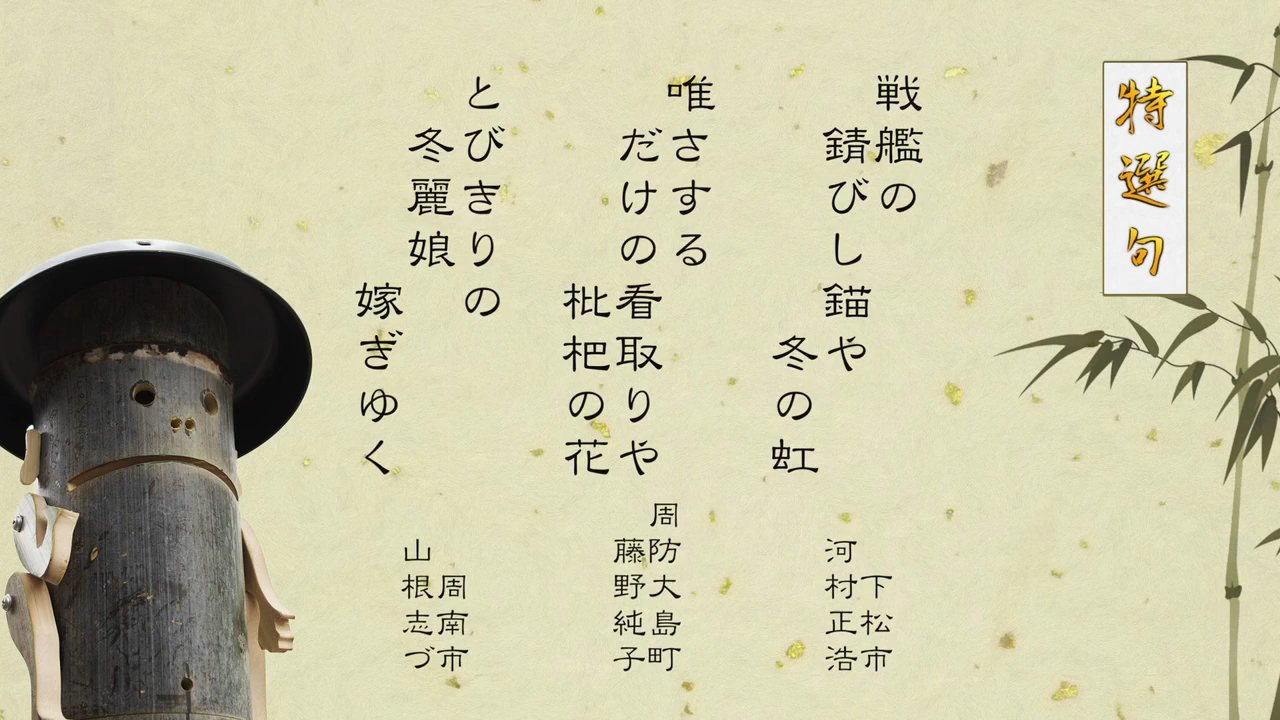 特選句
戦艦の
錆びし錨や
冬の虹
下松市
河村正浩
唯さする
だけの看取りや
枇杷の花
周防大島町
藤野純子
とびきりの
冬麗娘
嫁ぎゆく
周南市
山根志づ